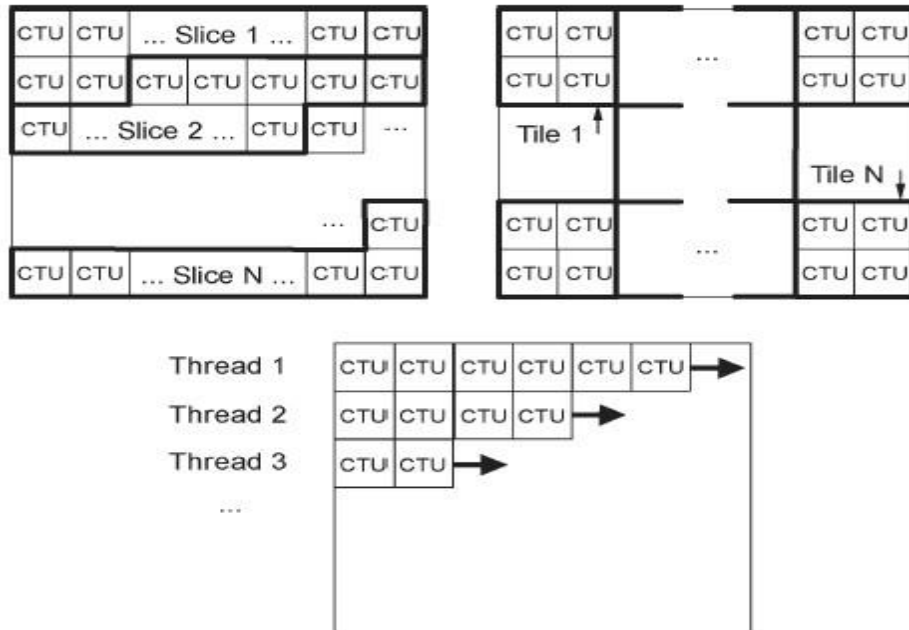 CTU CTU ... Slice 1 ... CTU CTU
CTU CTU CTU CTU CTU CTU CTU
CTU ... Slice 2 ... CTU CTU ...
... CTU
CTU CTU ... Slice N ... CTU CTU
CTU CTU ... CTU CTU
CTU CTU CTU CTU
Tile 1
Tile N
CTU CTU CTU CTU
CTU CTU ... CTU CTU
Thread 1 CTU CTU CTU CTU CTU CTU
Thread 2 CTU CTU CTU CTU
Thread 3 CTU CTU
...